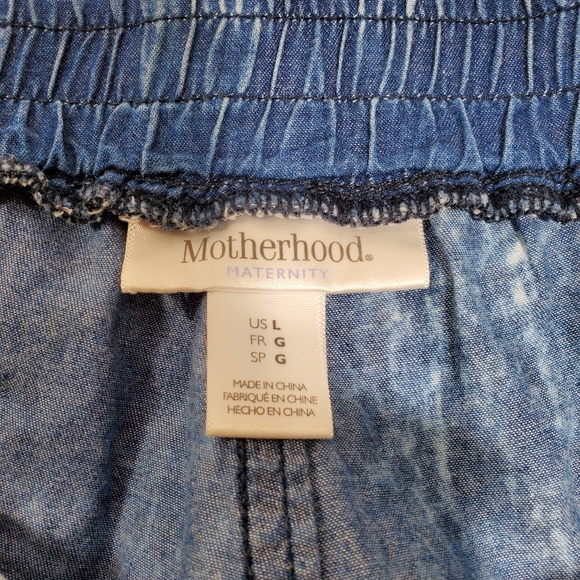 Motherhood®
MATERNITY
US L
FR G
SP G
MADE IN CHINA
FABRIQUÉ EN CHINE
HECHO EN CHINA